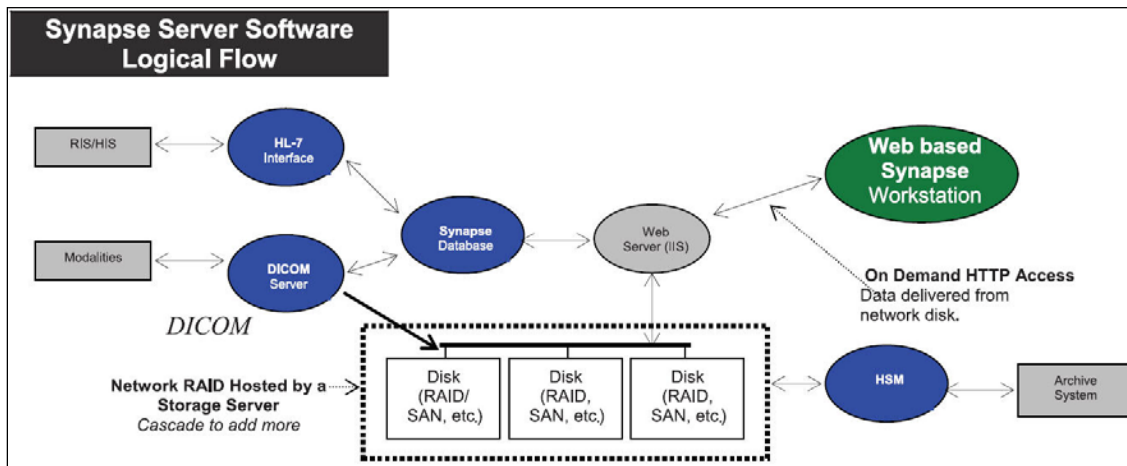 Synapse Server Software
Logical Flow
RIS/HIS
HL-7
Interface
Web based
Synapse
Workstation
Synapse
Database
Web
Server (IIS)
Modalities
DICOM
Server
On Demand HTTP Access
Data delivered from
network disk.
DICOM
Network RAID Hosted by a
Storage Server
Cascade to add more
Disk
(RAID/
SAN, etc.)
Disk
(RAID,
SAN, etc.)
Disk
(RAID,
SAN, etc.)
HSM
Archive
System